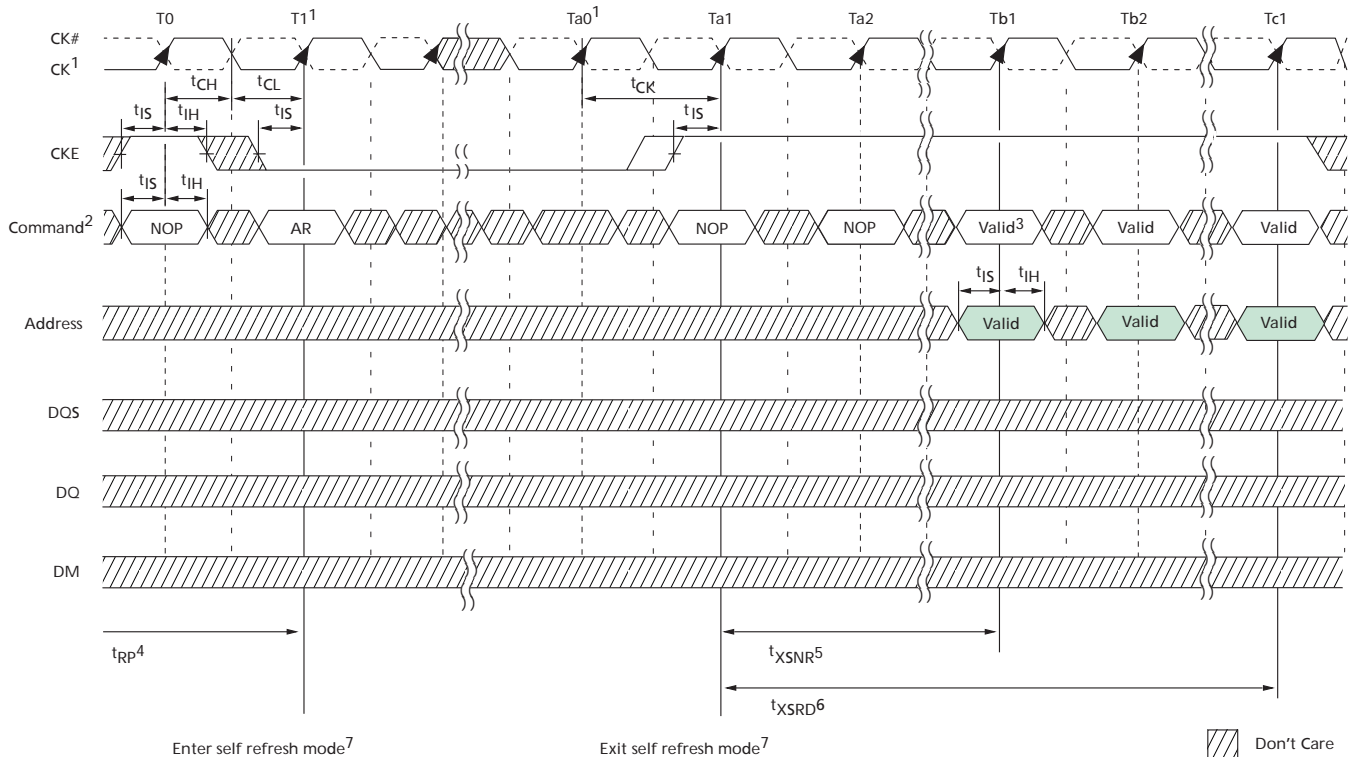 T0 T1¹ Ta0¹ Ta1 Ta2 Tb1 Tb2 Tc1
CK#
CK¹
tCH tCL tCK
tIS tIH tIS tIS
CKE
tIS tIH
Command² NOP AR NOP NOP Valid³ Valid Valid
tIS tIH
Address Valid Valid Valid
DQS
DQ
DM
tRP⁴ tXSNR⁵
tXSRD⁶
Enter self refresh mode⁷ Exit self refresh mode⁷ Don't Care